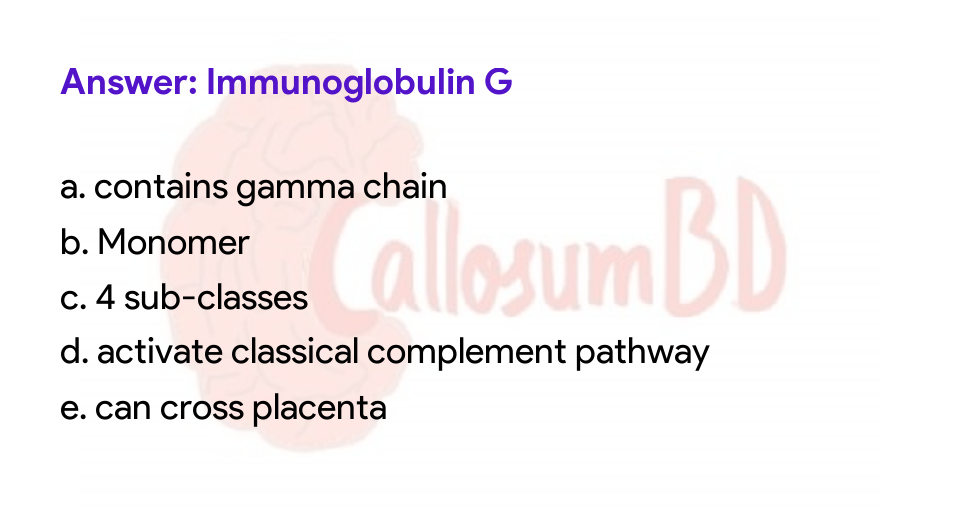 Answer: Immunoglobulin G
a. contains gamma chain
b. Monomer
CallosumBD
c. 4 sub-classes
d. activate classical complement pathway
e. can cross placenta